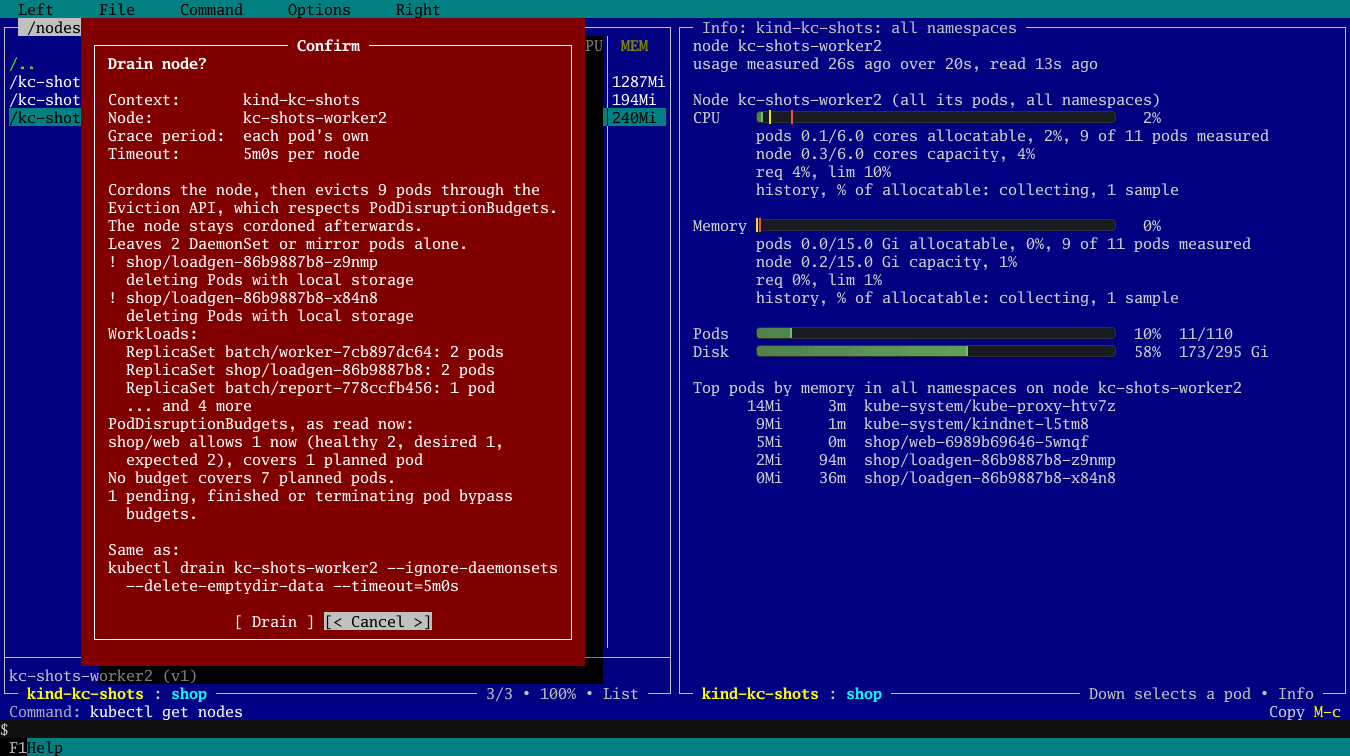 Left File Command Options Right
/nodes
PU MEM
/..
/kc-shot 1287Mi
/kc-shot 194Mi
/kc-shot 240Mi
Confirm
Drain node?
Context: kind-kc-shots
Node: kc-shots-worker2
Grace period: each pod's own
Timeout: 5m0s per node
Cordons the node, then evicts 9 pods through the
Eviction API, which respects PodDisruptionBudgets.
The node stays cordoned afterwards.
Leaves 2 DaemonSet or mirror pods alone.
! shop/loadgen-86b9887b8-z9nmp
deleting Pods with local storage
! shop/loadgen-86b9887b8-x84n8
deleting Pods with local storage
Workloads:
ReplicaSet batch/worker-7cb897dc64: 2 pods
ReplicaSet shop/loadgen-86b9887b8: 2 pods
ReplicaSet batch/report-778ccfb456: 1 pod
... and 4 more
PodDisruptionBudgets, as read now:
shop/web allows 1 now (healthy 2, desired 1,
expected 2), covers 1 planned pod
No budget covers 7 planned pods.
1 pending, finished or terminating pod bypass
budgets.
Same as:
kubectl drain kc-shots-worker2 --ignore-daemonsets
--delete-emptydir-data --timeout=5m0s
[ Drain ] [< Cancel >]
kc-shots-worker2 (v1)
kind-kc-shots : shop 3/3 • 100% • List
Info: kind-kc-shots: all namespaces
node kc-shots-worker2
usage measured 26s ago over 20s, read 13s ago
Node kc-shots-worker2 (all its pods, all namespaces)
CPU 2%
pods 0.1/6.0 cores allocatable, 2%, 9 of 11 pods measured
node 0.3/6.0 cores capacity, 4%
req 4%, lim 10%
history, % of allocatable: collecting, 1 sample
Memory 0%
pods 0.0/15.0 Gi allocatable, 0%, 9 of 11 pods measured
node 0.2/15.0 Gi capacity, 1%
req 0%, lim 1%
history, % of allocatable: collecting, 1 sample
Pods 10% 11/110
Disk 58% 173/295 Gi
Top pods by memory in all namespaces on node kc-shots-worker2
14Mi 3m kube-system/kube-proxy-htv7z
9Mi 1m kube-system/kindnet-l5tm8
5Mi 0m shop/web-6989b69646-5wnqf
2Mi 94m shop/loadgen-86b9887b8-z9nmp
0Mi 36m shop/loadgen-86b9887b8-x84n8
kind-kc-shots : shop Down selects a pod • Info
Command: kubectl get nodes Copy M-c
$
F1Help